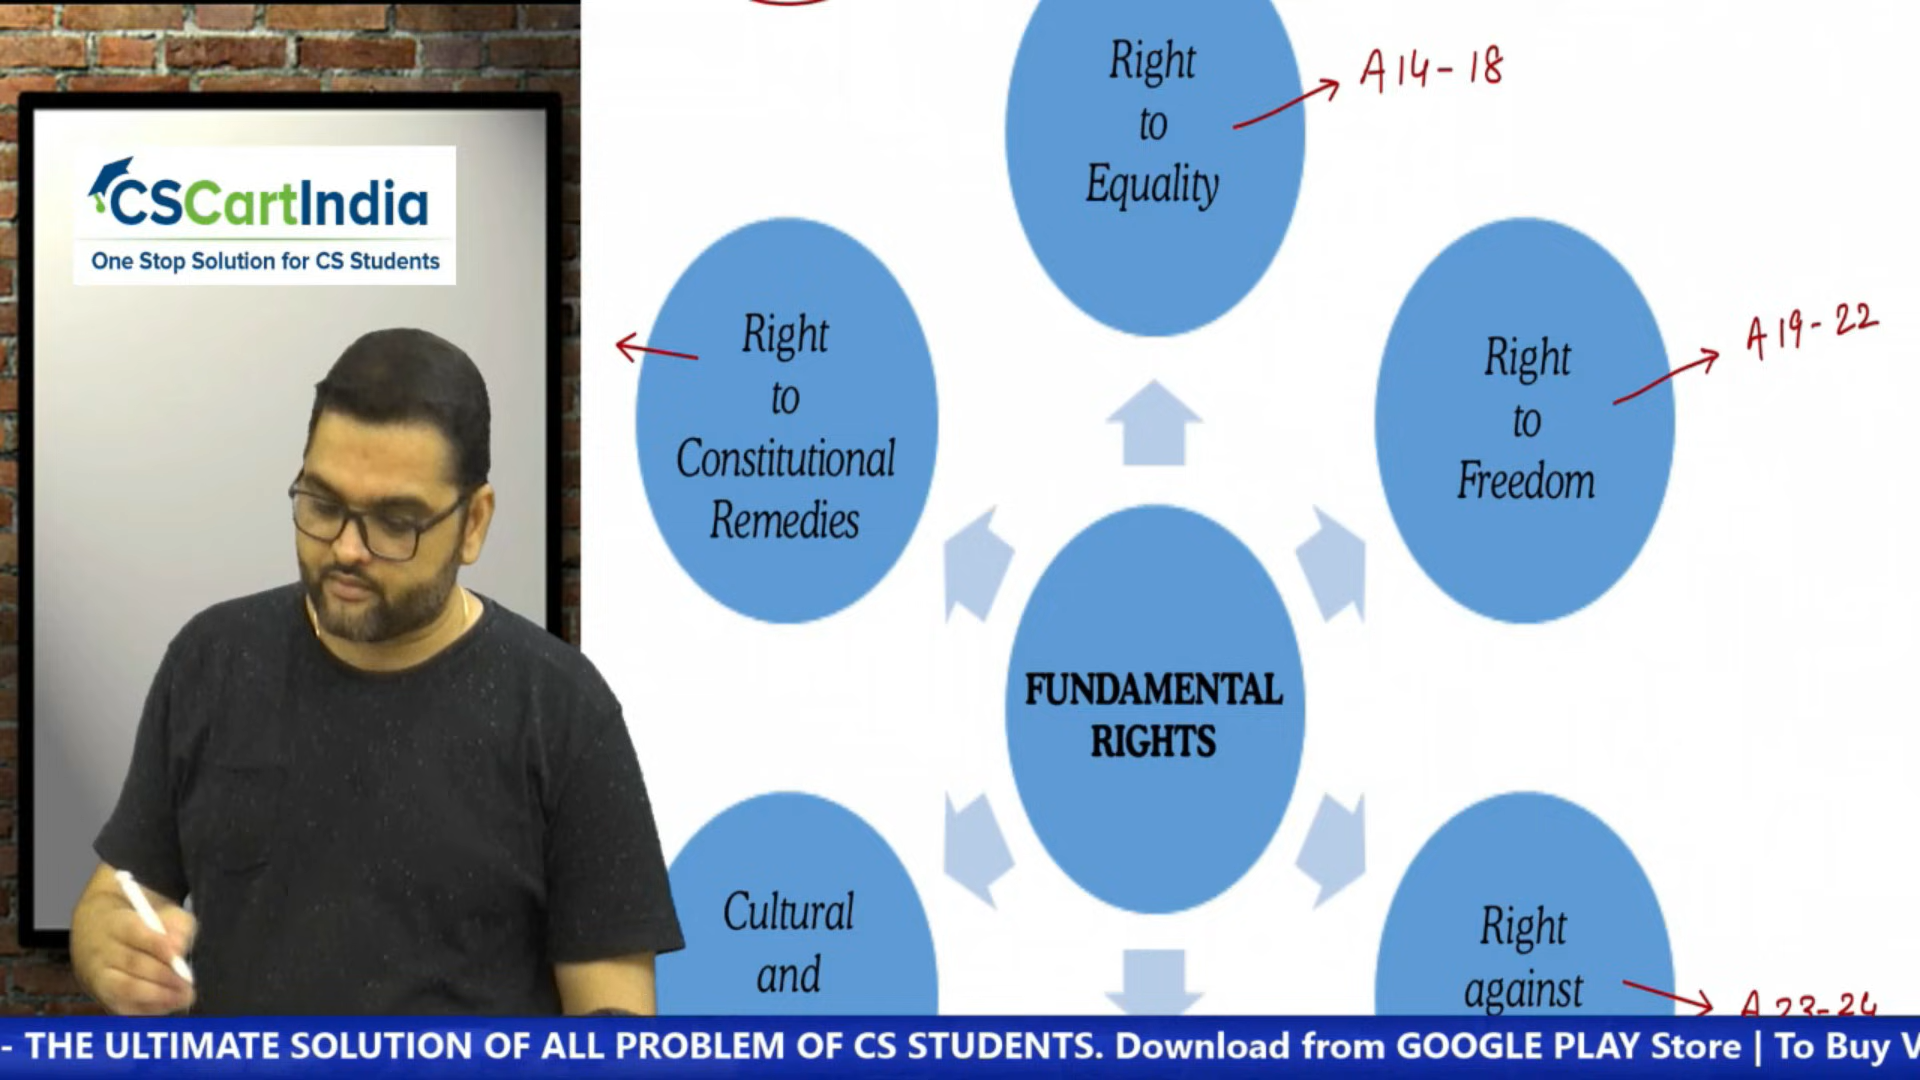 CSCartIndia
One Stop Solution for CS Students
Right
to
Equality
A14-18
Right
to
Constitutional
Remedies
Right
to
Freedom
A19-22
FUNDAMENTAL
RIGHTS
Cultural
and
Right
against
A23-24
- THE ULTIMATE SOLUTION OF ALL PROBLEM OF CS STUDENTS. Download from GOOGLE PLAY Store | To Buy V